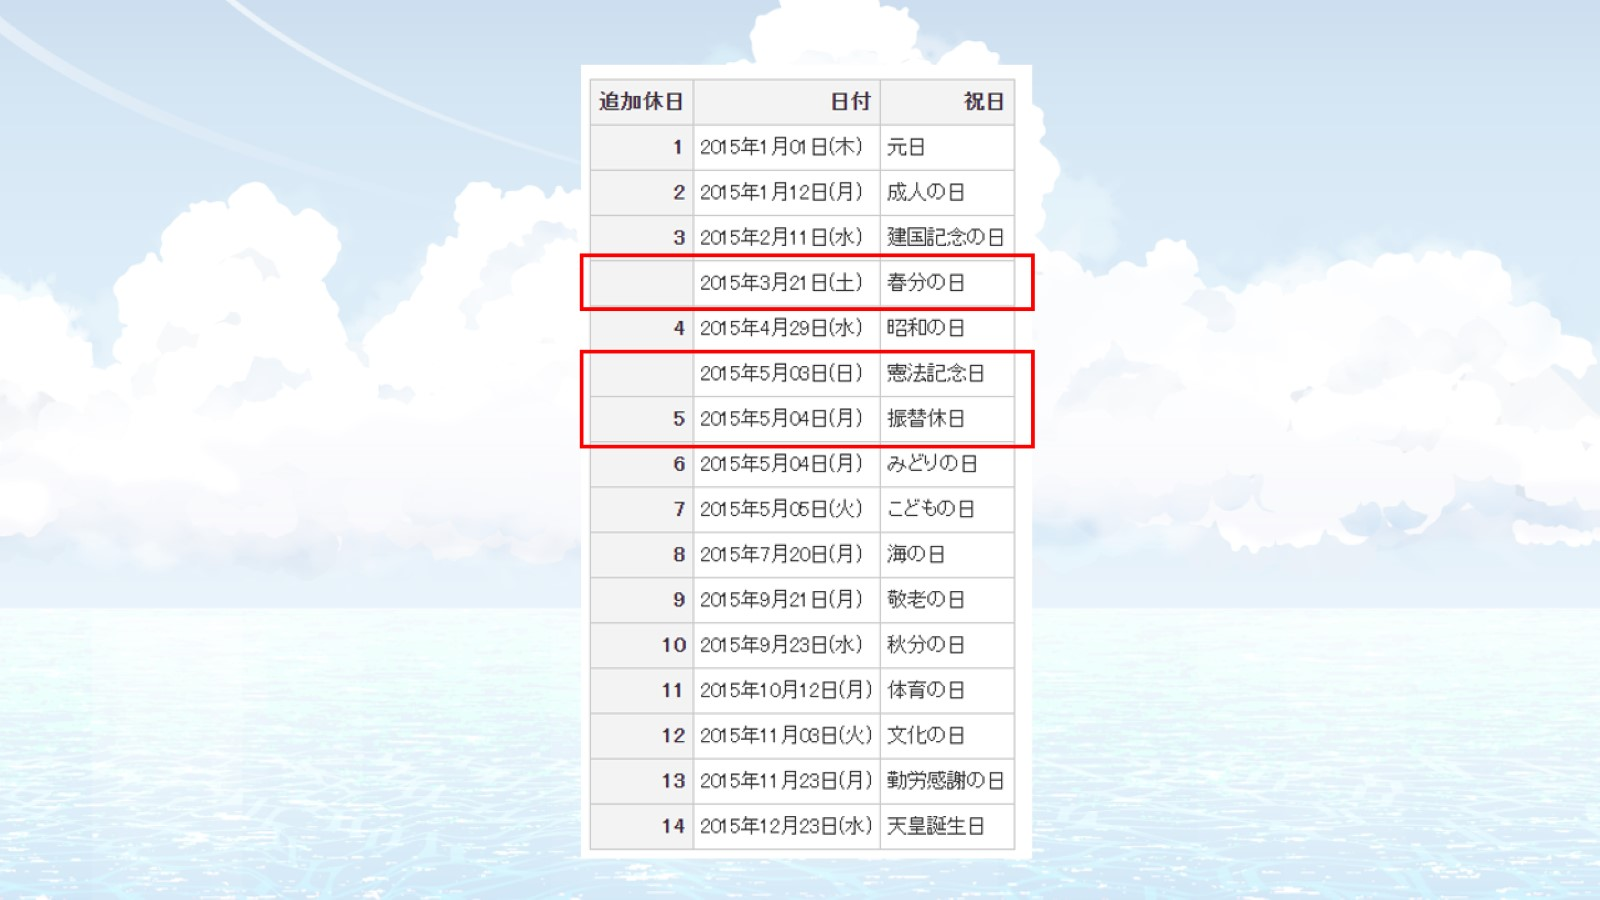 追加休日 日付 祝日
1 2015年1月01日(木) 元日
2 2015年1月12日(月) 成人の日
3 2015年2月11日(水) 建国記念の日
2015年3月21日(土) 春分の日
4 2015年4月29日(水) 昭和の日
2015年5月03日(日) 憲法記念日
5 2015年5月04日(月) 振替休日
6 2015年5月04日(月) みどりの日
7 2015年5月05日(火) こどもの日
8 2015年7月20日(月) 海の日
9 2015年9月21日(月) 敬老の日
10 2015年9月23日(水) 秋分の日
11 2015年10月12日(月) 体育の日
12 2015年11月03日(火) 文化の日
13 2015年11月23日(月) 勤労感謝の日
14 2015年12月23日(水) 天皇誕生日